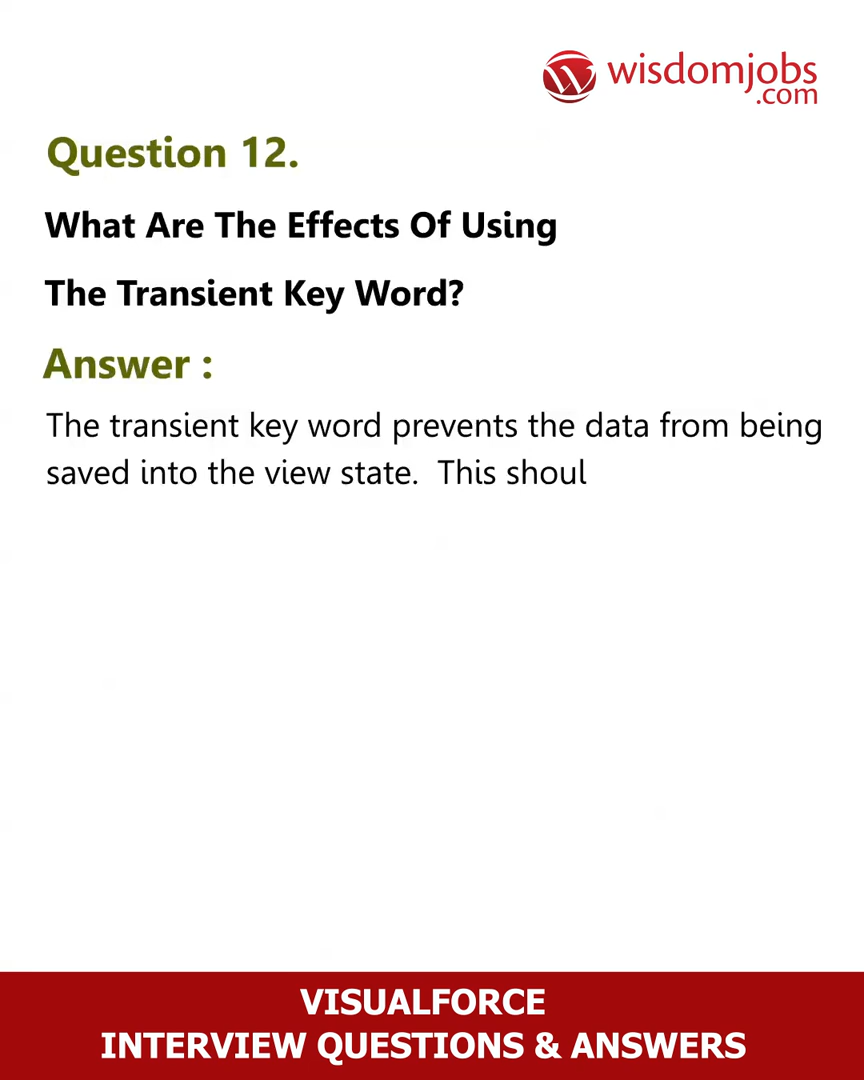 wisdomjobs
.com
Question 12.
What Are The Effects Of Using
The Transient Key Word?
Answer :
The transient key word prevents the data from being
saved into the view state.  This shoul
VISUALFORCE
INTERVIEW QUESTIONS & ANSWERS